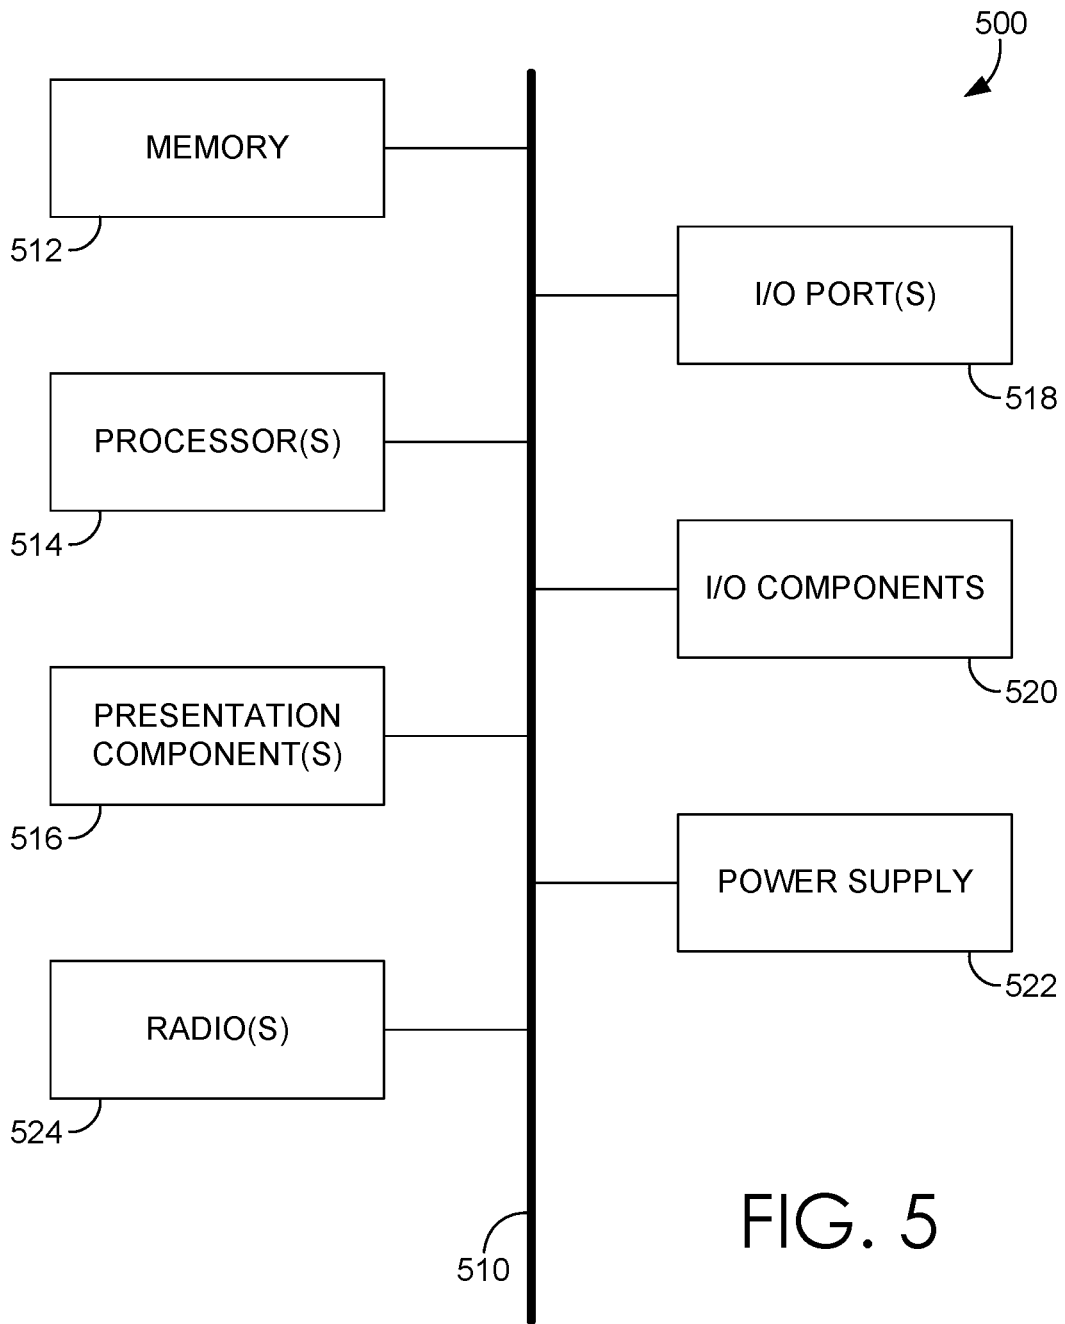 500
MEMORY
512
I/O PORT(S)
518
PROCESSOR(S)
514
I/O COMPONENTS
520
PRESENTATION
COMPONENT(S)
516
POWER SUPPLY
522
RADIO(S)
524
510
FIG. 5